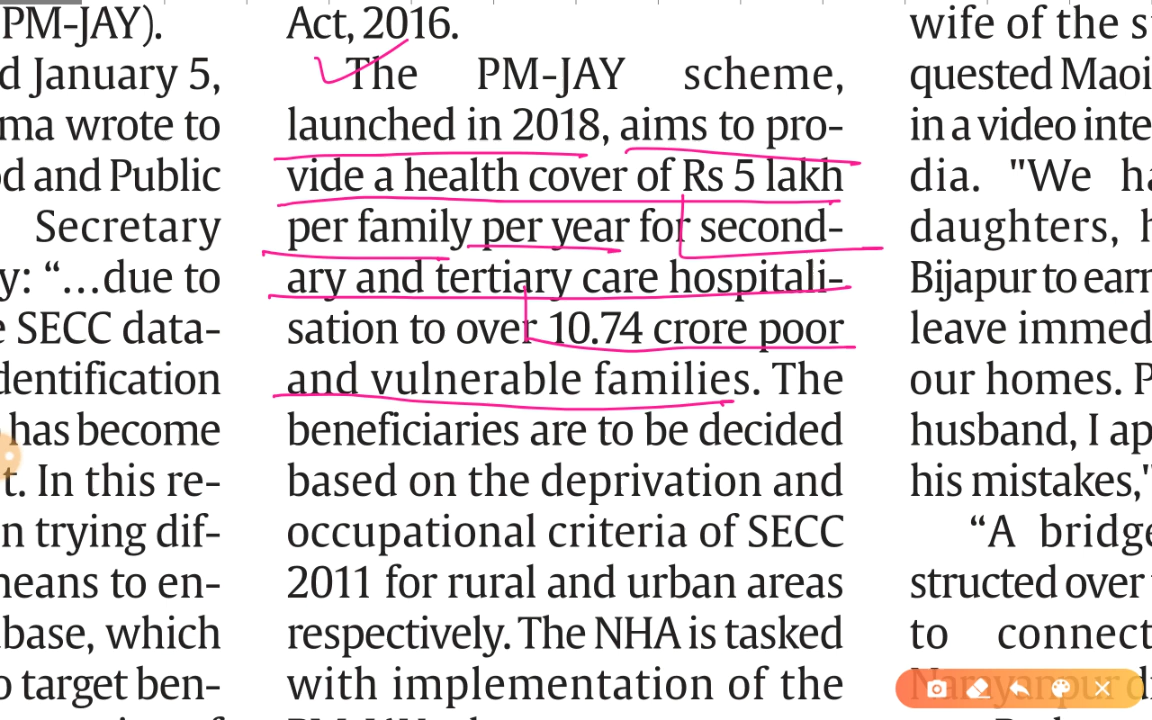 PM-JAY).
d January 5,
ma wrote to
od and Public
Secretary
y: “...due to
e SECC data-
dentification
has become
t. In this re-
n trying dif-
means to en-
base, which
o target ben-
Act, 2016.
The PM-JAY scheme,
launched in 2018, aims to pro-
vide a health cover of Rs 5 lakh
per family per year for second-
ary and tertiary care hospitali-
sation to over 10.74 crore poor
and vulnerable families. The
beneficiaries are to be decided
based on the deprivation and
occupational criteria of SECC
2011 for rural and urban areas
respectively. The NHA is tasked
with implementation of the
wife of the s
quested Maoi
in a video inte
dia. "We ha
daughters, h
Bijapur to earn
leave immed
our homes. P
husband, I ap
his mistakes,"
“A bridge
structed over
to connect
Narayanpur di